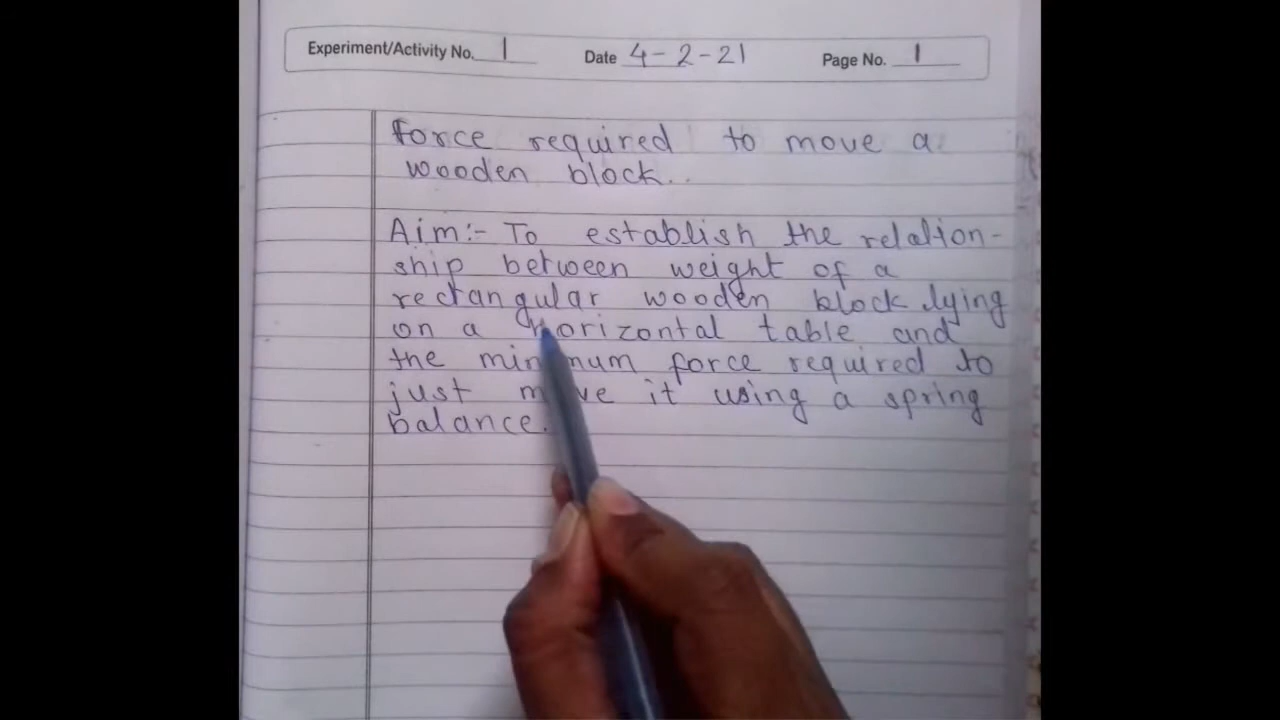 Experiment/Activity No. 1 Date 4-2-21 Page No. 1
Force required to move a
wooden block..
Aim:- To establish the relation-
ship between weight of a
rectangular wooden block lying
on a horizontal table and
the minimum force required to
just move it using a spring
balance.